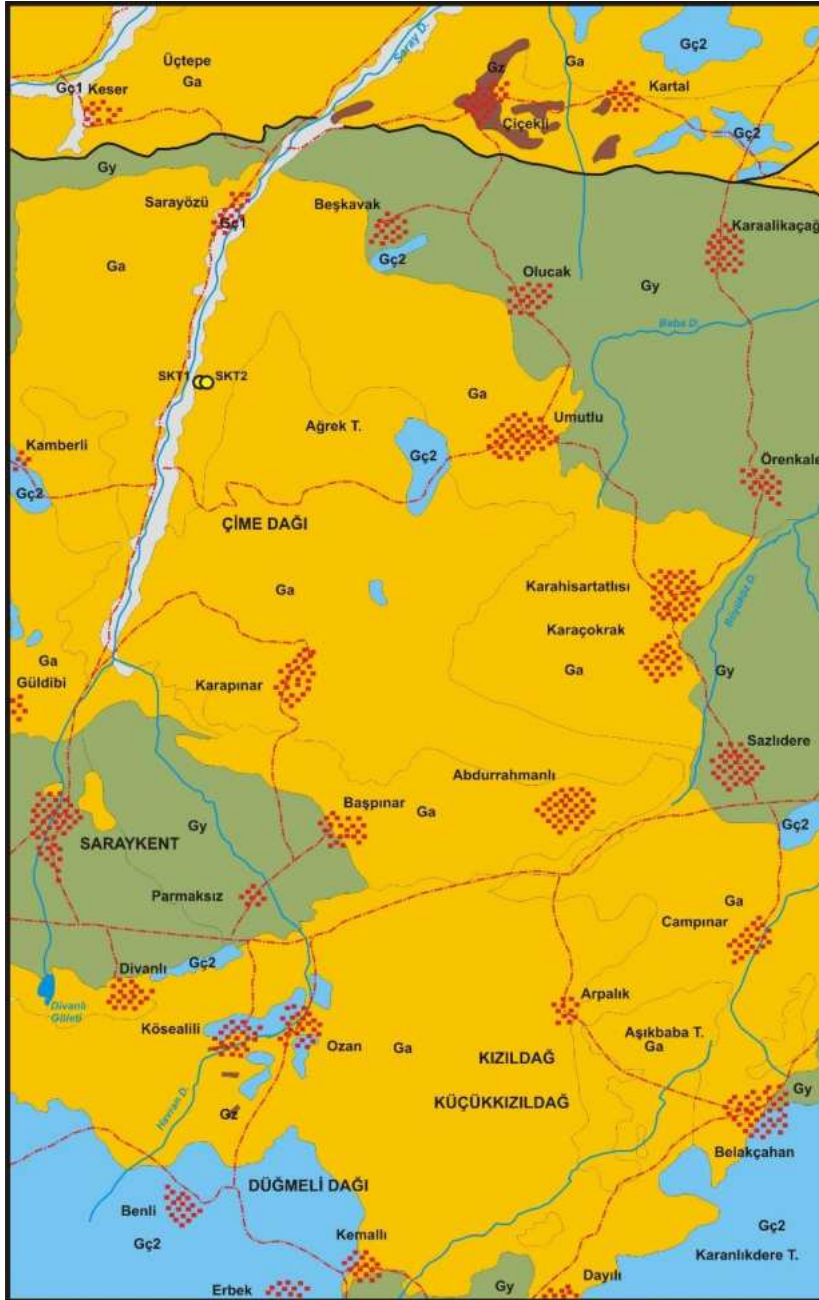 Saray D.
Gç2
Üçtepe
Ga
Gz
Ga
Gç1 Keser
Kartal
Çiçekli
Gç2
Gy
Sarayözü
Beşkavak
Gç1
Karaalikaçağ
Gç2
Ga
Olucak
Gy
Baba D.
SKT1
SKT2
Ga
Ağrek T.
Umutlu
Kamberli
Gç2
Örenkale
Gç2
ÇİME DAĞI
Ga
Karahisartatlısı
Büyüköz D.
Karaçokrak
Ga
Güldibi
Karapınar
Ga
Gy
Sazlıdere
Abdurrahmanlı
Başpınar
Ga
Gy
SARAYKENT
Gç2
Parmaksız
Ga
Campınar
Gç2
Divanlı
Divanlı
Göleti
Arpalık
Kösealili
Aşıkbaba T.
Ozan
Ga
KIZILDAĞ
Ga
Havran D.
Gy
KÜÇÜKKIZILDAĞ
Gz
Belakçahan
DÜĞMELİ DAĞI
Benli
Gç2
Kemallı
Gç2
Karanlıkdere T.
Erbek
Gy
Dayılı